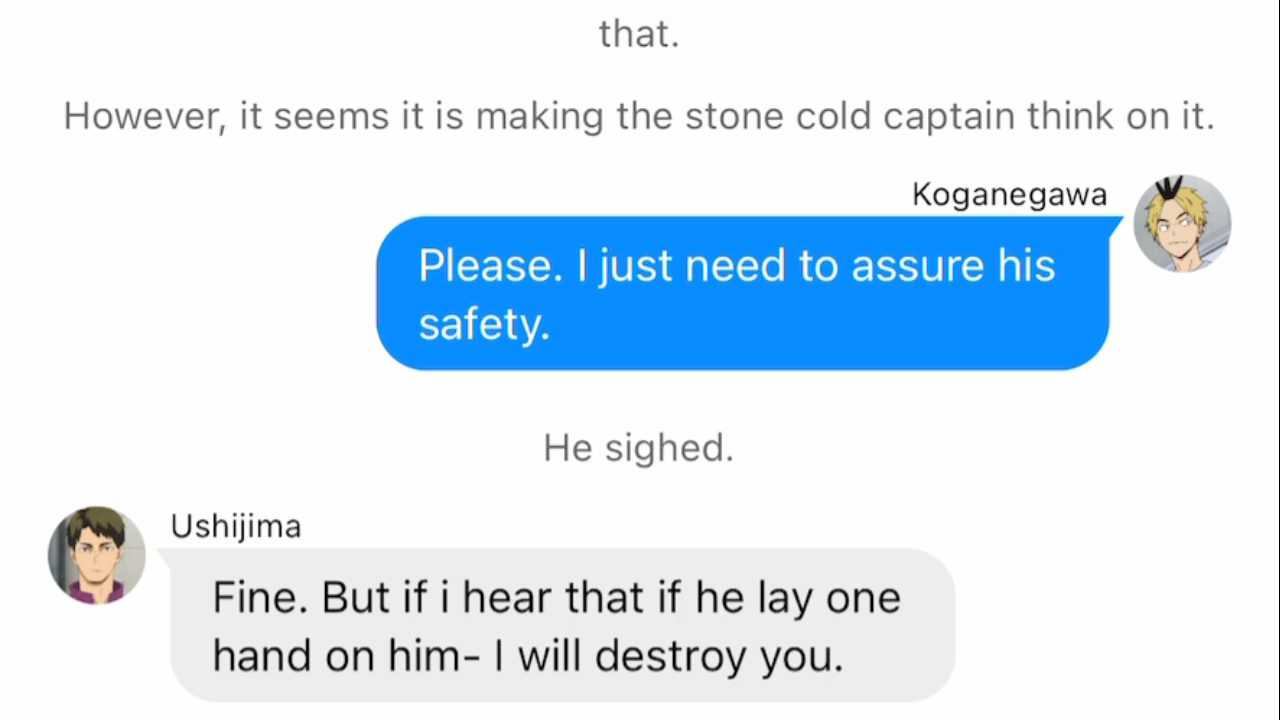 that.
However, it seems it is making the stone cold captain think on it.
Koganegawa
Please. I just need to assure his
safety.
He sighed.
Ushijima
Fine. But if i hear that if he lay one
hand on him- I will destroy you.